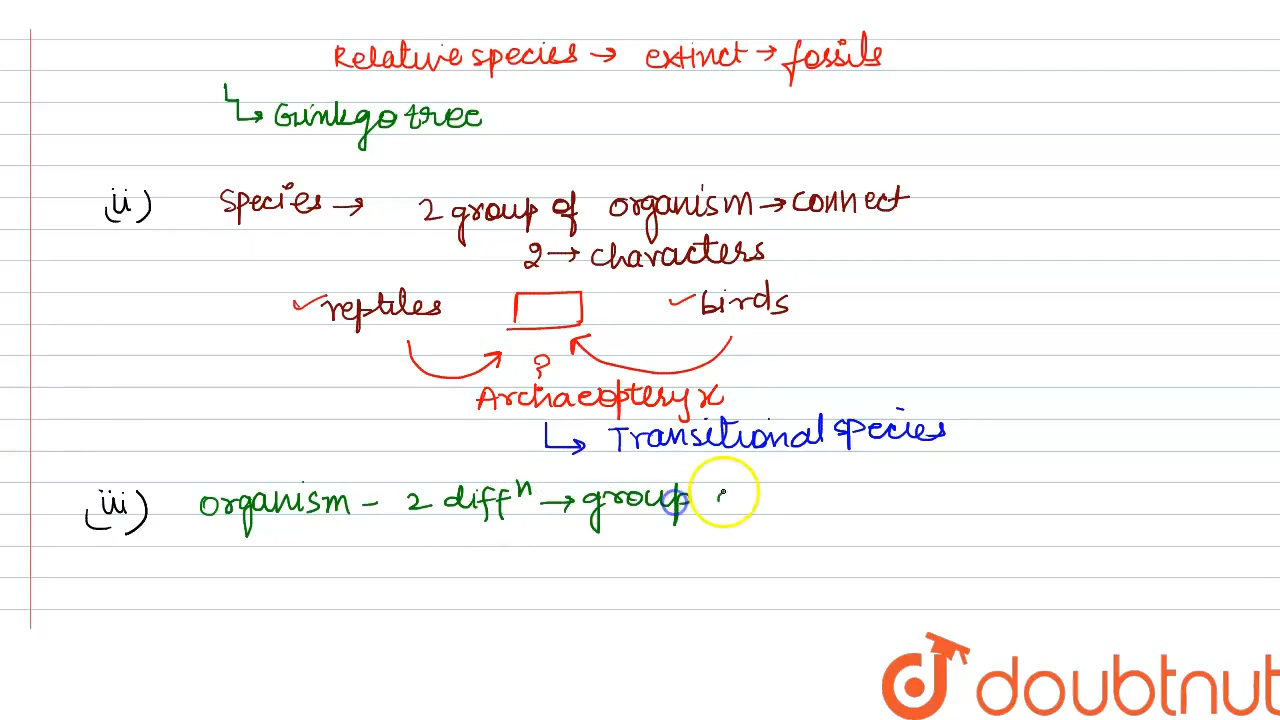 Relative species → extinct → fossils
↳ Ginkgo tree
ii) Species → 2 group of organism → connect
2 → characters
✓reptiles ✓birds
?
Archaeopteryx
↳ Transitional species
iii) organism - 2 diffⁿ → group
doubtnut